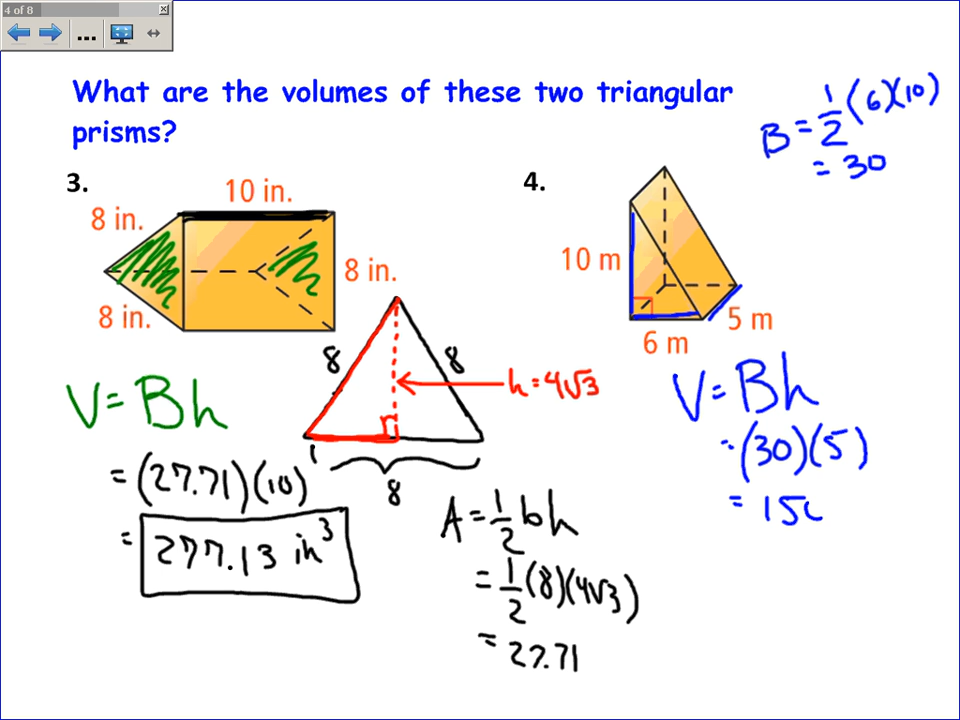 4 of 8
What are the volumes of these two triangular
prisms?
B = 1/2 (6)(10)
= 30
3.
10 in.
8 in.
8 in.
8 in.
4.
10 m
6 m
5 m
8
8
h = 4√3
8
V = Bh
= (27.71)(10)
= 277.13 in³
A = 1/2 bh
= 1/2 (8)(4√3)
= 27.71
V = Bh
= (30)(5)
= 150